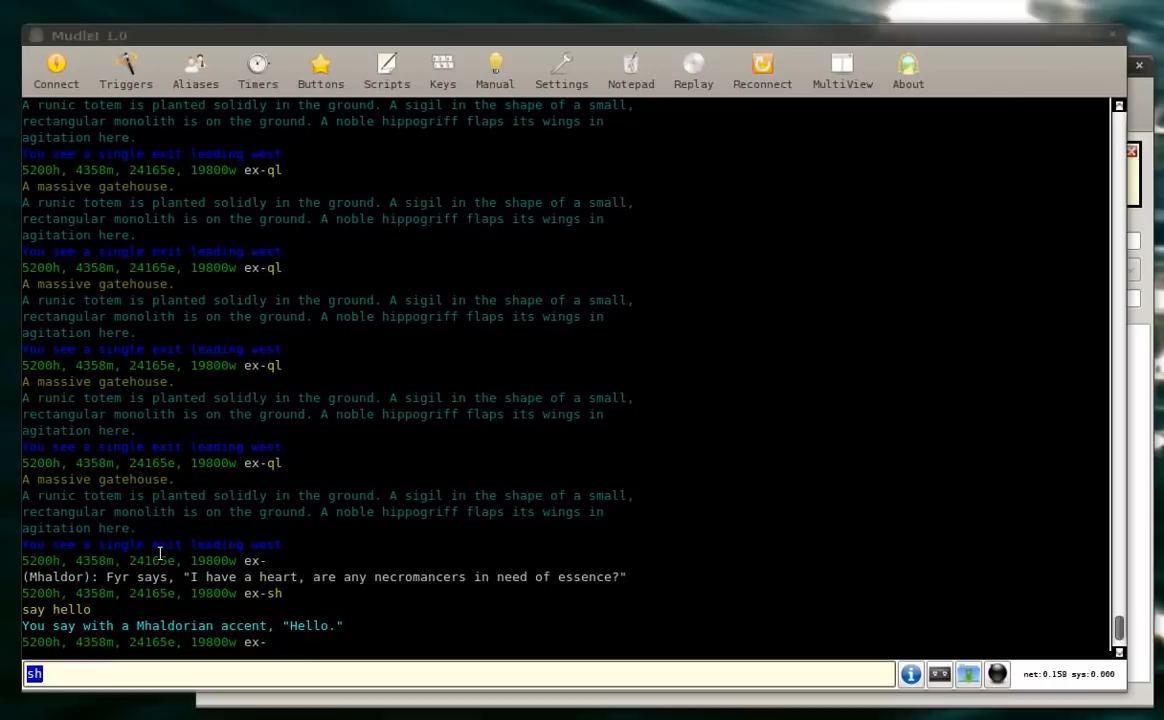 Mudlet 1.0
Connect Triggers Aliases Timers Buttons Scripts Keys Manual Settings Notepad Replay Reconnect MultiView About
A runic totem is planted solidly in the ground. A sigil in the shape of a small,
rectangular monolith is on the ground. A noble hippogriff flaps its wings in
agitation here.
You see a single exit leading west
5200h, 4358m, 24165e, 19800w ex-ql
A massive gatehouse.
A runic totem is planted solidly in the ground. A sigil in the shape of a small,
rectangular monolith is on the ground. A noble hippogriff flaps its wings in
agitation here.
You see a single exit leading west
5200h, 4358m, 24165e, 19800w ex-ql
A massive gatehouse.
A runic totem is planted solidly in the ground. A sigil in the shape of a small,
rectangular monolith is on the ground. A noble hippogriff flaps its wings in
agitation here.
You see a single exit leading west
5200h, 4358m, 24165e, 19800w ex-ql
A massive gatehouse.
A runic totem is planted solidly in the ground. A sigil in the shape of a small,
rectangular monolith is on the ground. A noble hippogriff flaps its wings in
agitation here.
You see a single exit leading west
5200h, 4358m, 24165e, 19800w ex-ql
A massive gatehouse.
A runic totem is planted solidly in the ground. A sigil in the shape of a small,
rectangular monolith is on the ground. A noble hippogriff flaps its wings in
agitation here.
You see a single exit leading west
5200h, 4358m, 24165e, 19800w ex-
(Mhaldor): Fyr says, "I have a heart, are any necromancers in need of essence?"
5200h, 4358m, 24165e, 19800w ex-sh
say hello
You say with a Mhaldorian accent, "Hello."
5200h, 4358m, 24165e, 19800w ex-
sh
net:0.158 sys:0.000